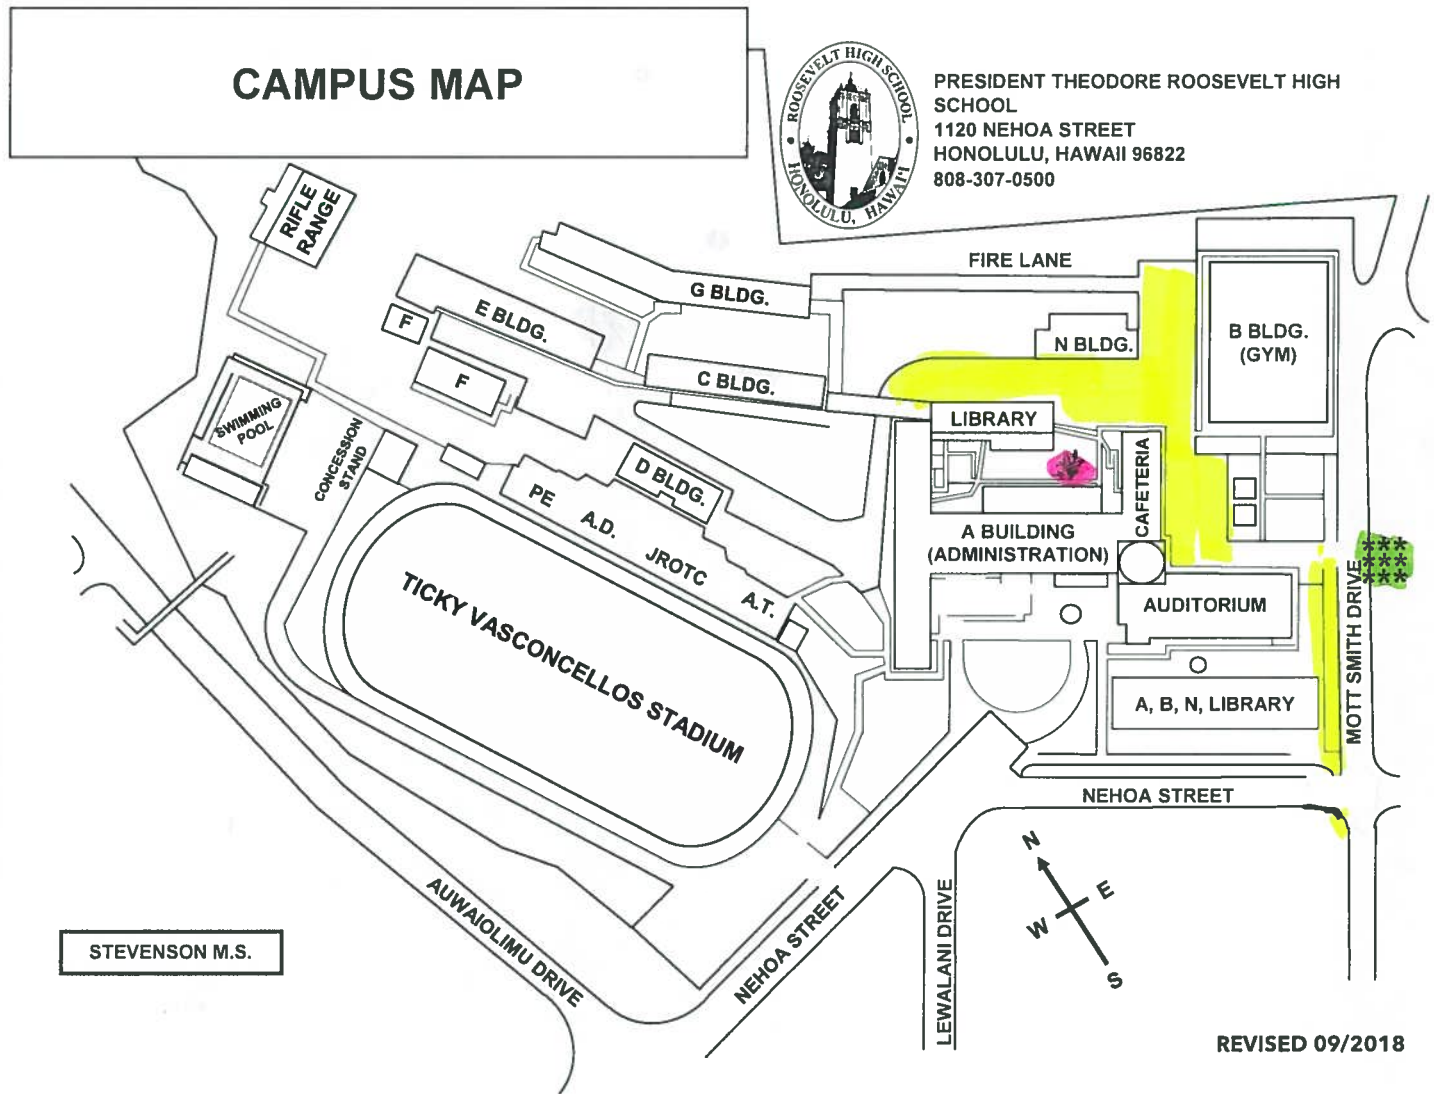 CAMPUS MAP
ROOSEVELT HIGH SCHOOL
HONOLULU, HAWAI'I
PRESIDENT THEODORE ROOSEVELT HIGH
SCHOOL
1120 NEHOA STREET
HONOLULU, HAWAII 96822
808-307-0500
RIFLE
RANGE
FIRE LANE
G BLDG.
E BLDG.
F
N BLDG.
B BLDG.
(GYM)
C BLDG.
F
LIBRARY
SWIMMING
POOL
CONCESSION
STAND
D BLDG.
PE
A.D.
JROTC
A.T.
CAFETERIA
A BUILDING
(ADMINISTRATION)
****
****
****
****
AUDITORIUM
MOTT SMITH DRIVE
TICKY VASCONCELLOS STADIUM
A, B, N, LIBRARY
NEHOA STREET
N
E
W
S
AUWAIOLIMU DRIVE
NEHOA STREET
LEWALANI DRIVE
STEVENSON M.S.
REVISED 09/2018